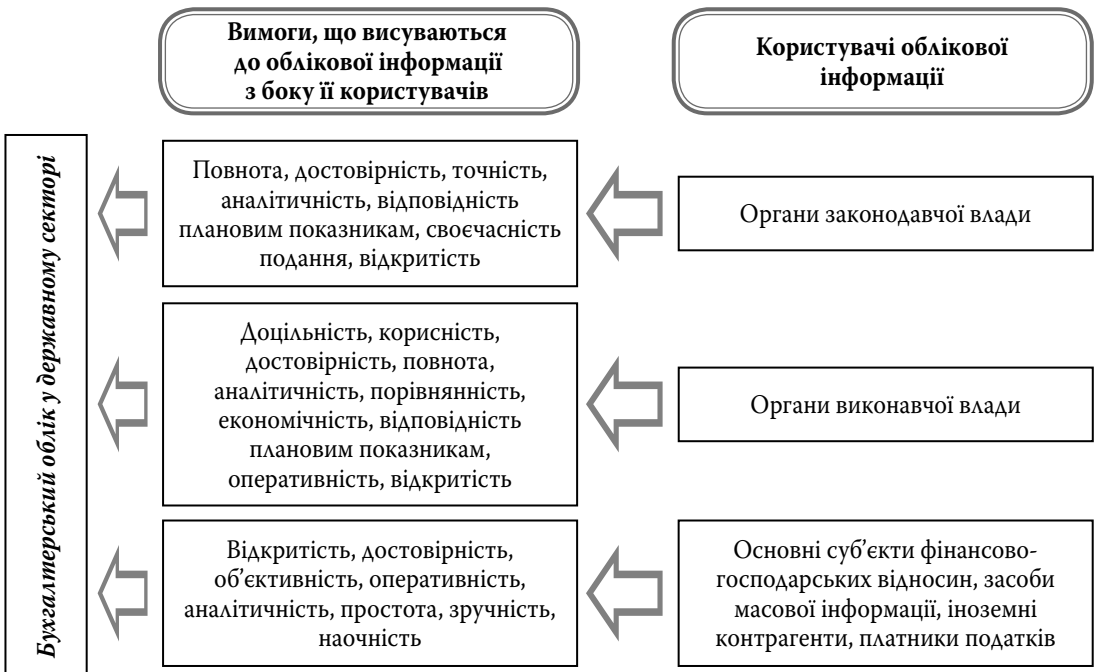 Вимоги, що висуваються
до облікової інформації
з боку її користувачів
Користувачі облікової
інформації
Бухгалтерський облік у державному секторі
Повнота, достовірність, точність,
аналітичність, відповідність
плановим показникам, своєчасність
подання, відкритість
Органи законодавчої влади
Доцільність, корисність,
достовірність, повнота,
аналітичність, порівнянність,
економічність, відповідність
плановим показникам,
оперативність, відкритість
Органи виконавчої влади
Відкритість, достовірність,
об’єктивність, оперативність,
аналітичність, простота, зручність,
наочність
Основні суб’єкти фінансово-
господарських відносин, засоби
масової інформації, іноземні
контрагенти, платники податків